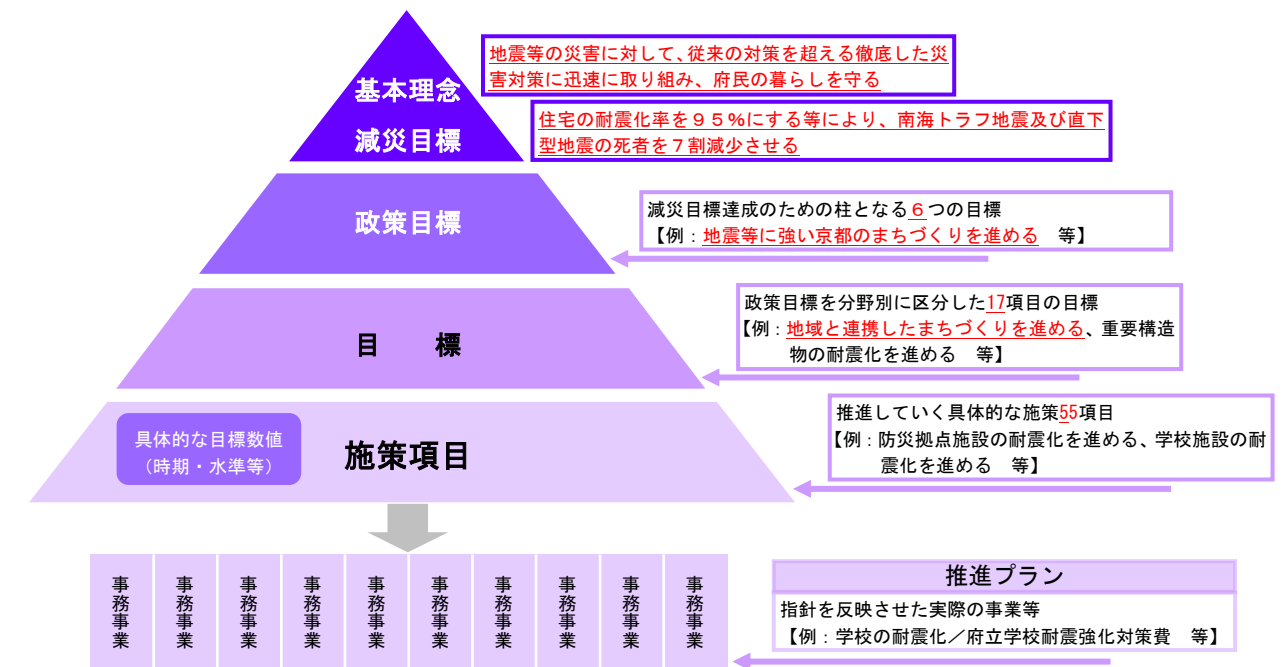 基本理念
減災目標
地震等の災害に対して、従来の対策を超える徹底した災
害対策に迅速に取り組み、府民の暮らしを守る
住宅の耐震化率を９５％にする等により、南海トラフ地震及び直下
型地震の死者を７割減少させる
政策目標
減災目標達成のための柱となる６つの目標
【例：地震等に強い京都のまちづくりを進める　等】
目　標
政策目標を分野別に区分した17項目の目標
【例：地域と連携したまちづくりを進める、重要構造
物の耐震化を進める　等】
具体的な目標数値
（時期・水準等）
施策項目
推進していく具体的な施策55項目
【例：防災拠点施設の耐震化を進める、学校施設の耐
震化を進める　等】
事務事業
事務事業
事務事業
事務事業
事務事業
事務事業
事務事業
事務事業
事務事業
事務事業
推進プラン
指針を反映させた実際の事業等
【例：学校の耐震化／府立学校耐震強化対策費　等】